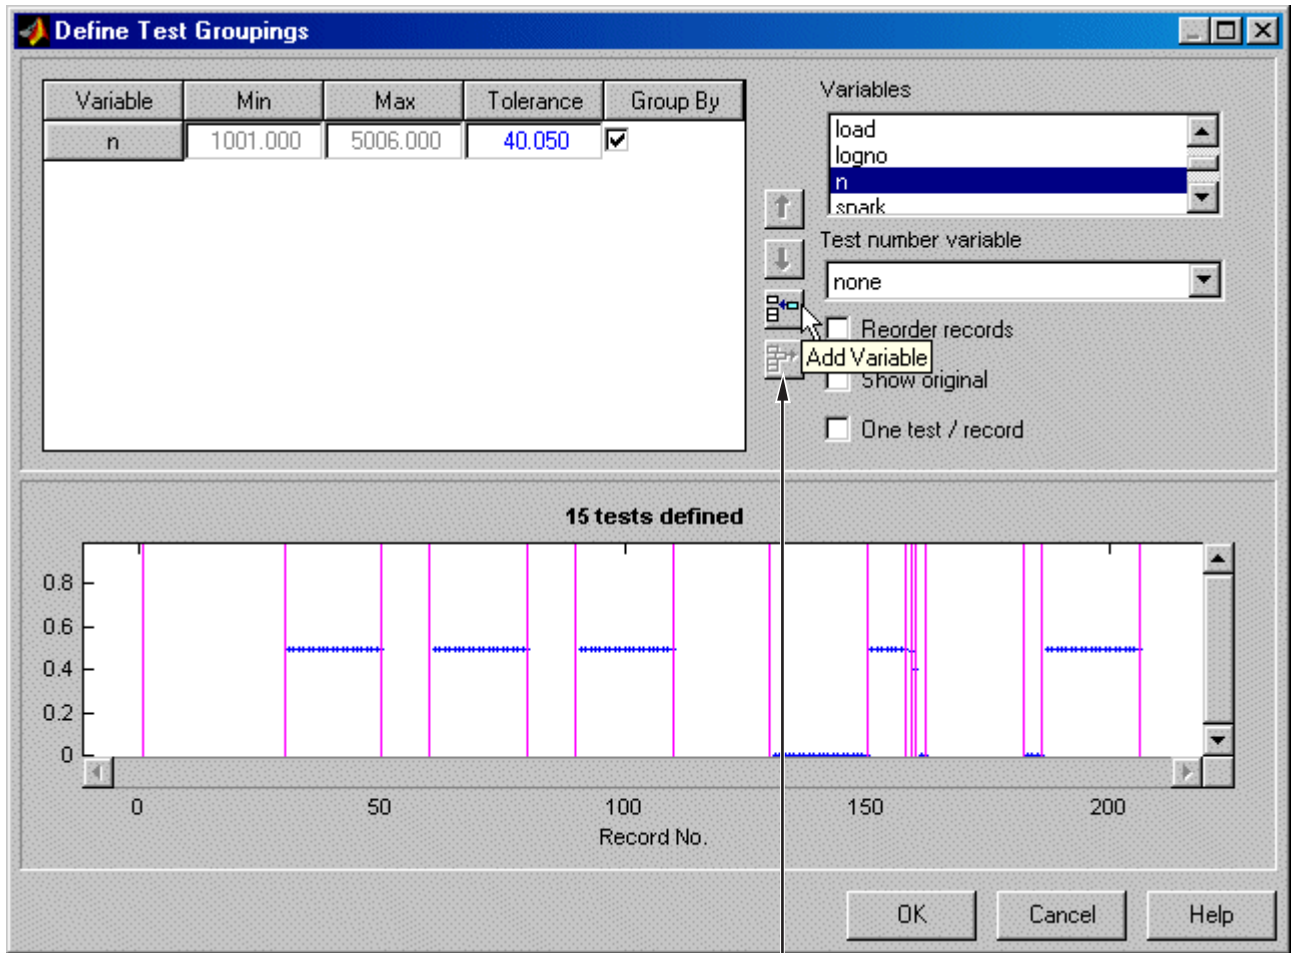 Define Test Groupings
Variable Min Max Tolerance Group By
n 1001.000 5006.000 40.050
Variables
load
logno
n
spark
Test number variable
none
Reorder records
Add Variable
Show original
One test / record
15 tests defined
0.8
0.6
0.4
0.2
0
0 50 100 150 200
Record No.
OK Cancel Help